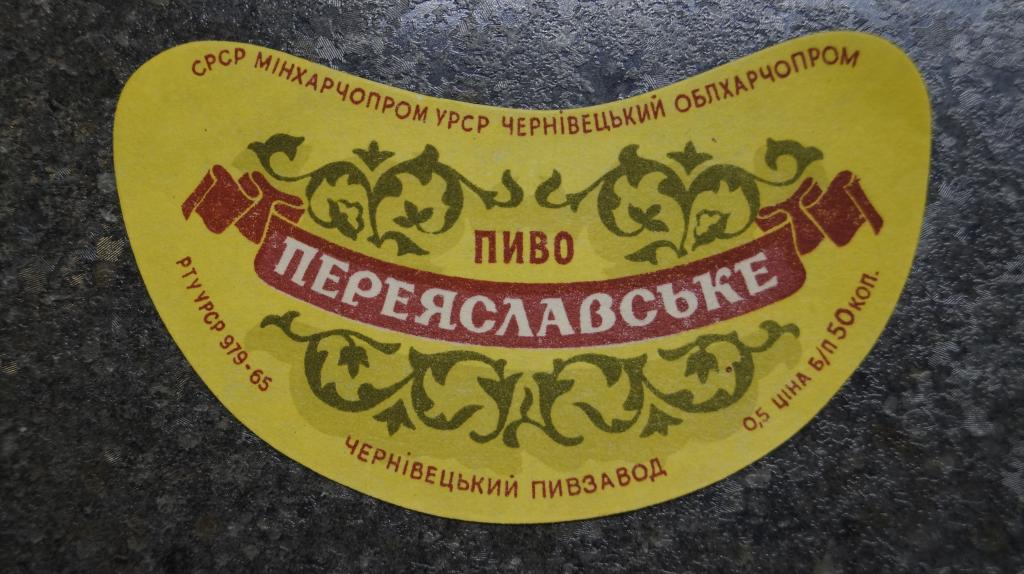 СРСР МІНХАРЧОПРОМ УРСР ЧЕРНІВЕЦЬКИЙ ОБЛХАРЧОПРОМ
ПИВО
ПЕРЕЯСЛАВСЬКЕ
РТУ УРСР 979-65
0,5 ЦІНА Б/П 50 КОП.
ЧЕРНІВЕЦЬКИЙ ПИВЗАВОД